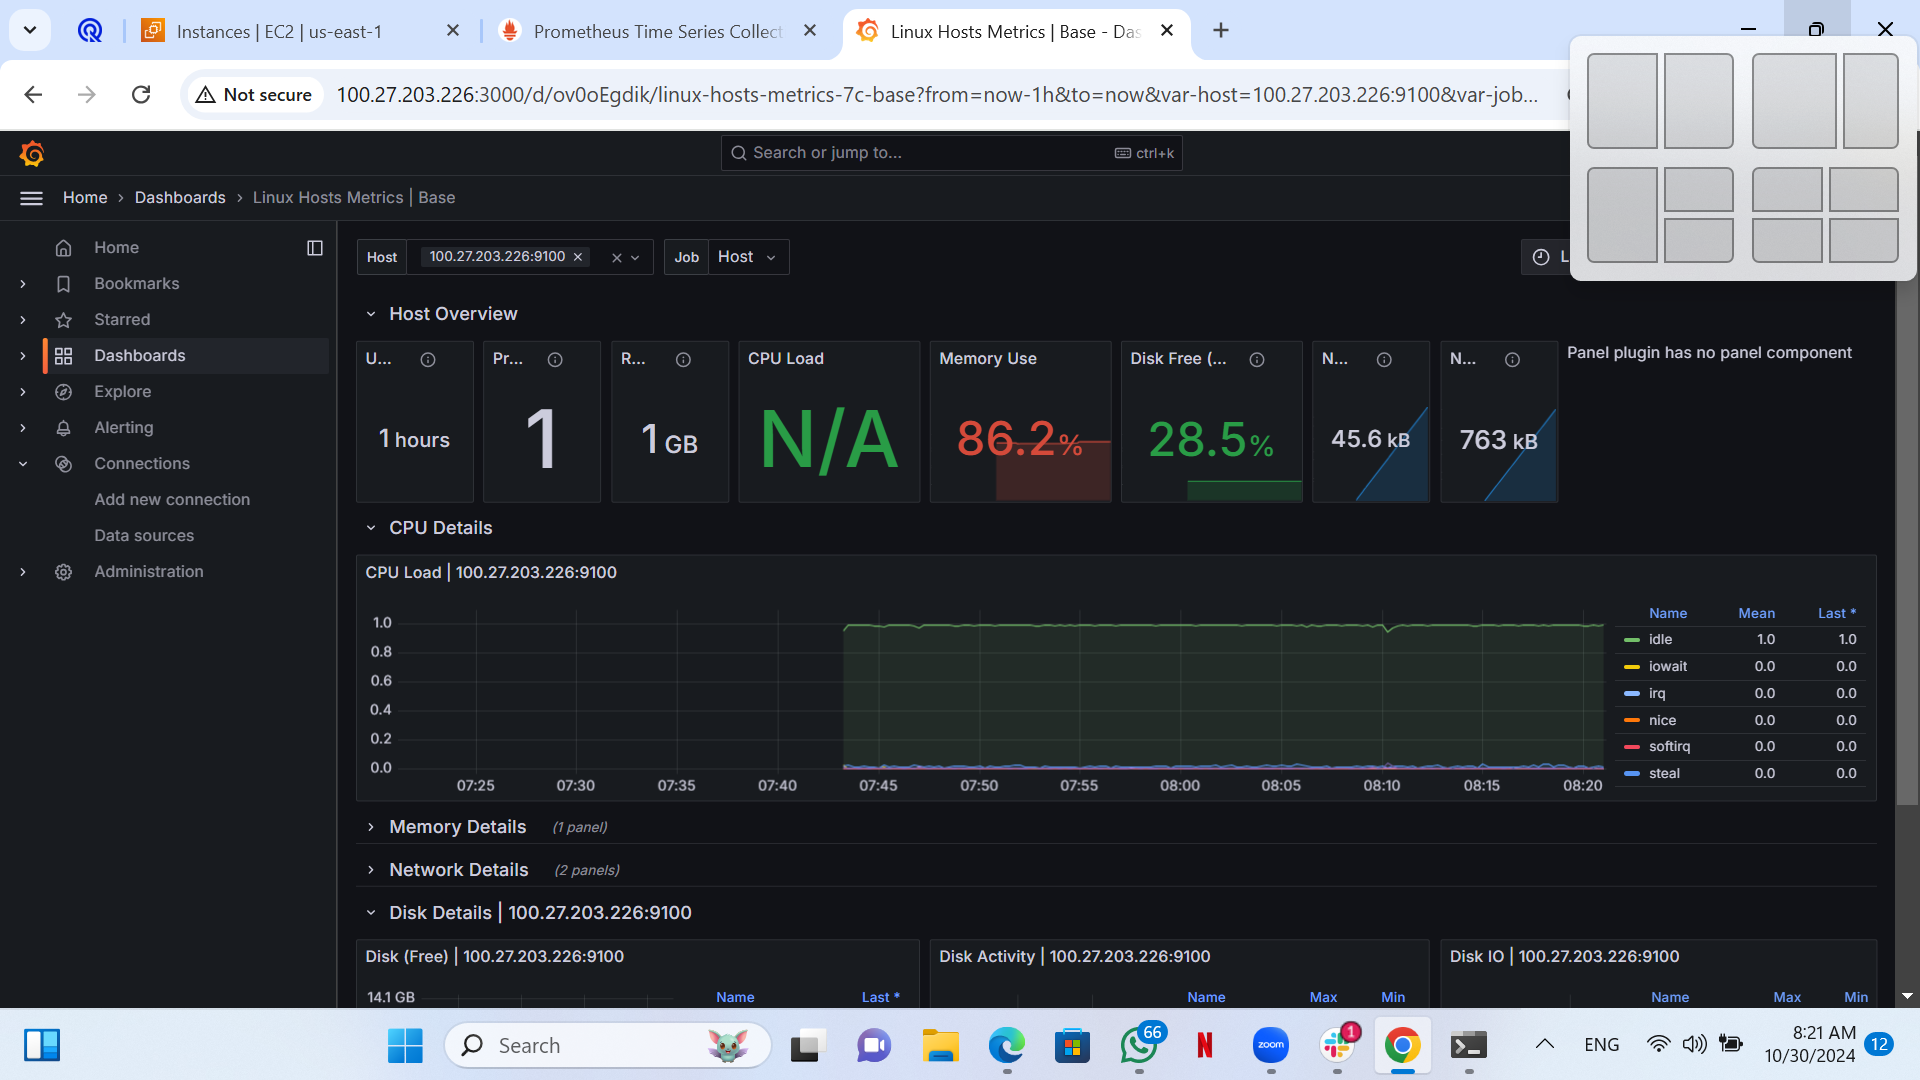 Instances | EC2 | us-east-1
Prometheus Time Series Collect
Linux Hosts Metrics | Base - Das
Not secure
100.27.203.226:3000/d/ov0oEgdik/linux-hosts-metrics-7c-base?from=now-1h&to=now&var-host=100.27.203.226:9100&var-job...
Search or jump to...
ctrl+k
Home › Dashboards › Linux Hosts Metrics | Base
Home
Bookmarks
Starred
Dashboards
Explore
Alerting
Connections
Add new connection
Data sources
Administration
Host
100.27.203.226:9100
Job
Host
L
Host Overview
U...
1 hours
Pr...
1
R...
1 GB
CPU Load
N/A
Memory Use
86.2%
Disk Free (...
28.5%
N...
45.6 kB
N...
763 kB
Panel plugin has no panel component
CPU Details
CPU Load | 100.27.203.226:9100
1.0
0.8
0.6
0.4
0.2
0.0
07:25 07:30 07:35 07:40 07:45 07:50 07:55 08:00 08:05 08:10 08:15 08:20
Name Mean Last *
idle 1.0 1.0
iowait 0.0 0.0
irq 0.0 0.0
nice 0.0 0.0
softirq 0.0 0.0
steal 0.0 0.0
Memory Details (1 panel)
Network Details (2 panels)
Disk Details | 100.27.203.226:9100
Disk (Free) | 100.27.203.226:9100
14.1 GB
Name Last *
Disk Activity | 100.27.203.226:9100
Name Max Min
Disk IO | 100.27.203.226:9100
Name Max Min
Search
66
N
zoom
1
ENG
8:21 AM
10/30/2024
12